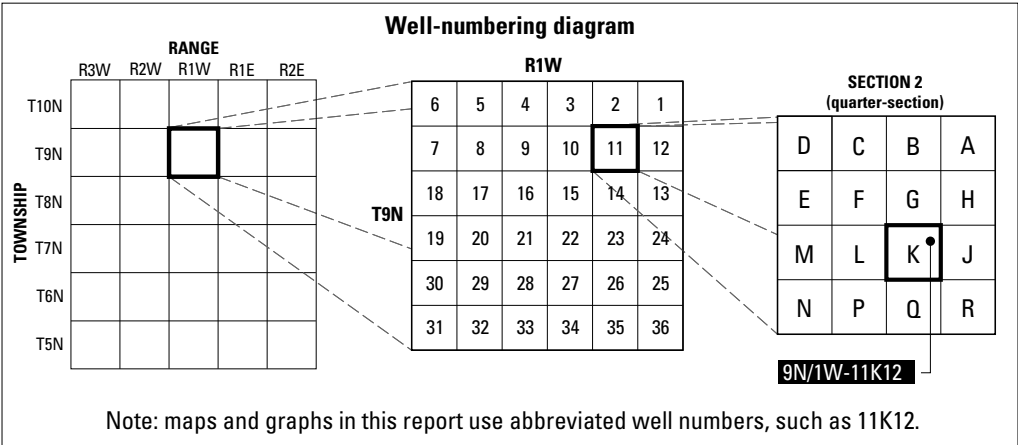 Well-numbering diagram
RANGE
R3W R2W R1W R1E R2E
TOWNSHIP
T10N
T9N
T8N
T7N
T6N
T5N
R1W
T9N
6 5 4 3 2 1
7 8 9 10 11 12
18 17 16 15 14 13
19 20 21 22 23 24
30 29 28 27 26 25
31 32 33 34 35 36
SECTION 2
(quarter-section)
D C B A
E F G H
M L K J
N P Q R
9N/1W-11K12
Note: maps and graphs in this report use abbreviated well numbers, such as 11K12.